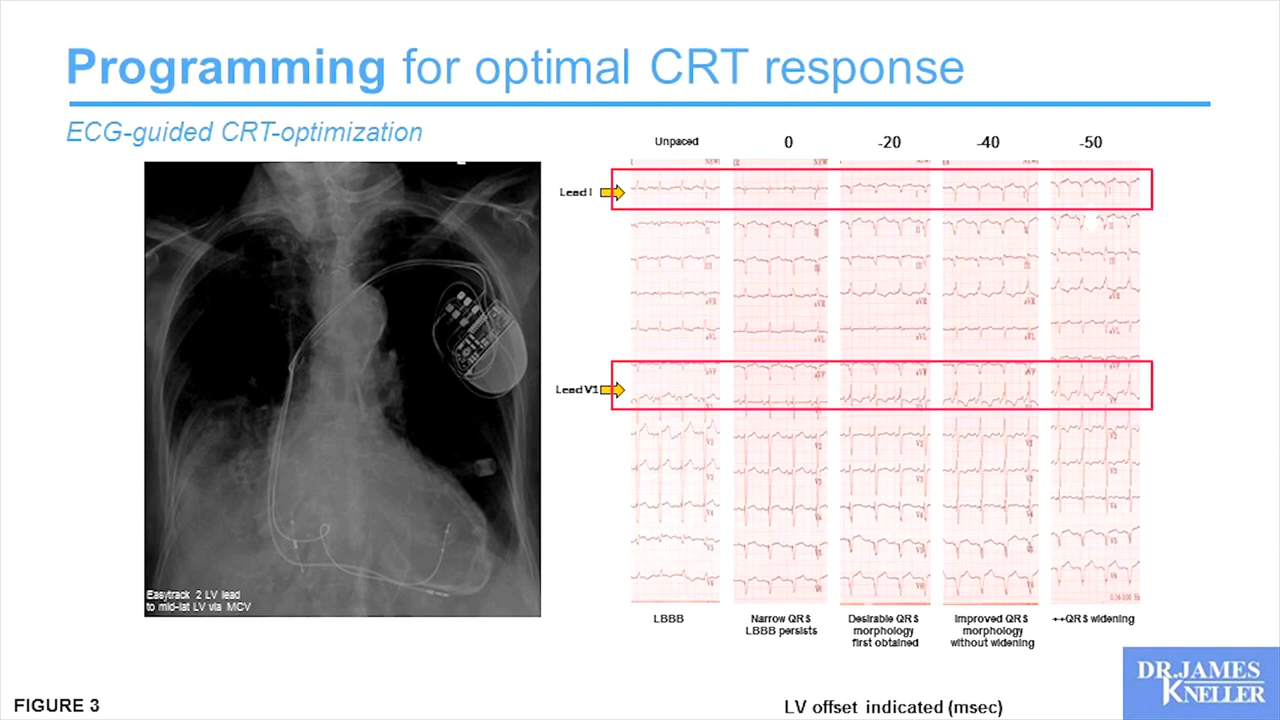 Programming for optimal CRT response
ECG-guided CRT-optimization
Unpaced 0 -20 -40 -50
Lead I
Lead V1
Easytrack 2 LV lead
to mid-lat LV via MCV
LBBB
Narrow QRS
LBBB persists
Desirable QRS
morphology
first obtained
Improved QRS
morphology
without widening
++QRS widening
FIGURE 3
LV offset indicated (msec)
DR.JAMES
KNELLER